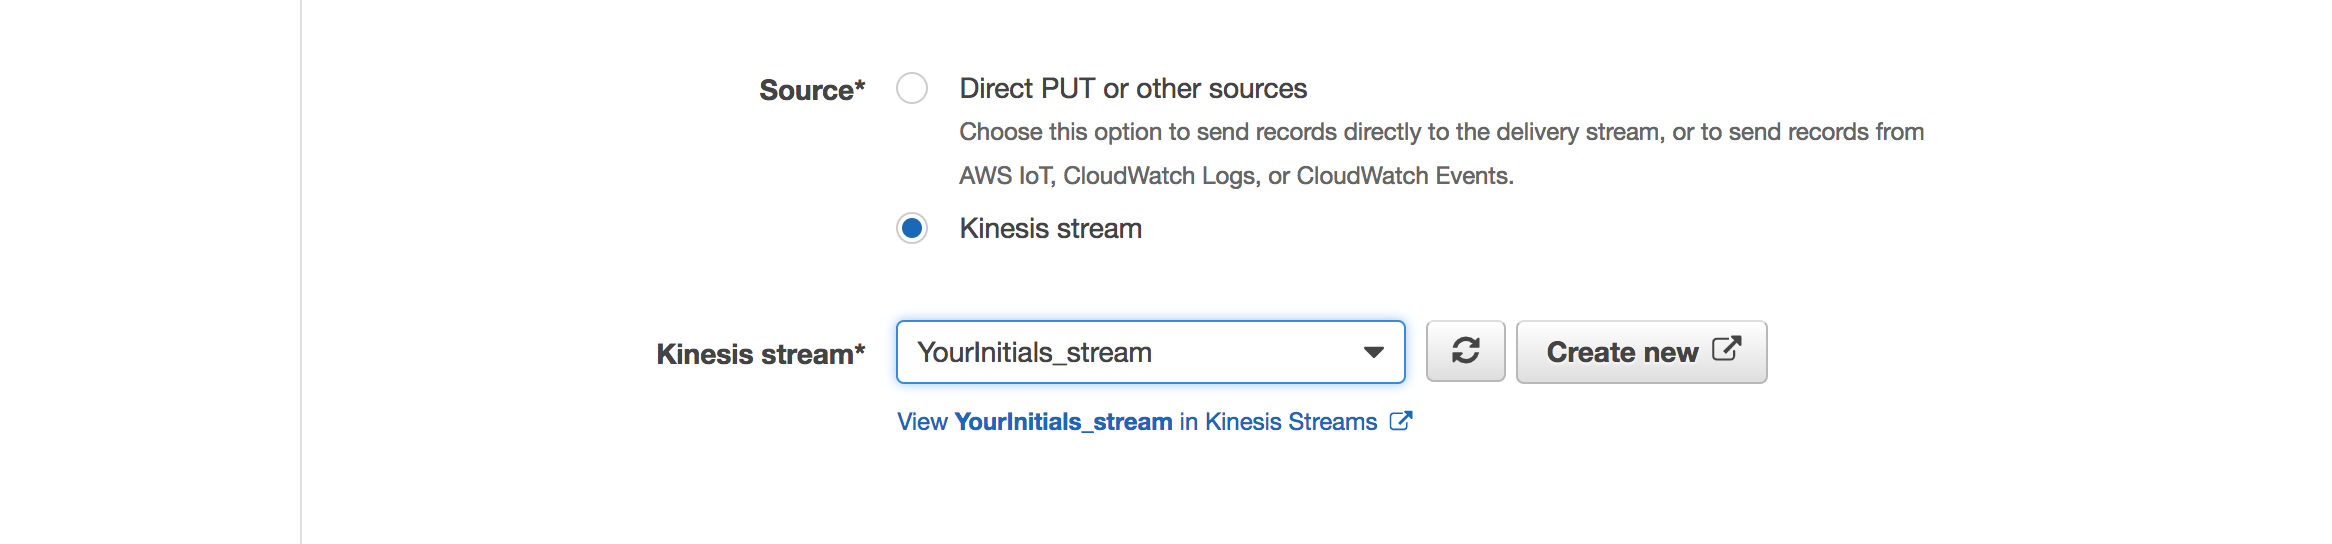 Source*
Direct PUT or other sources
Choose this option to send records directly to the delivery stream, or to send records from
AWS IoT, CloudWatch Logs, or CloudWatch Events.
Kinesis stream
Kinesis stream*
YourInitials_stream
Create new
View YourInitials_stream in Kinesis Streams